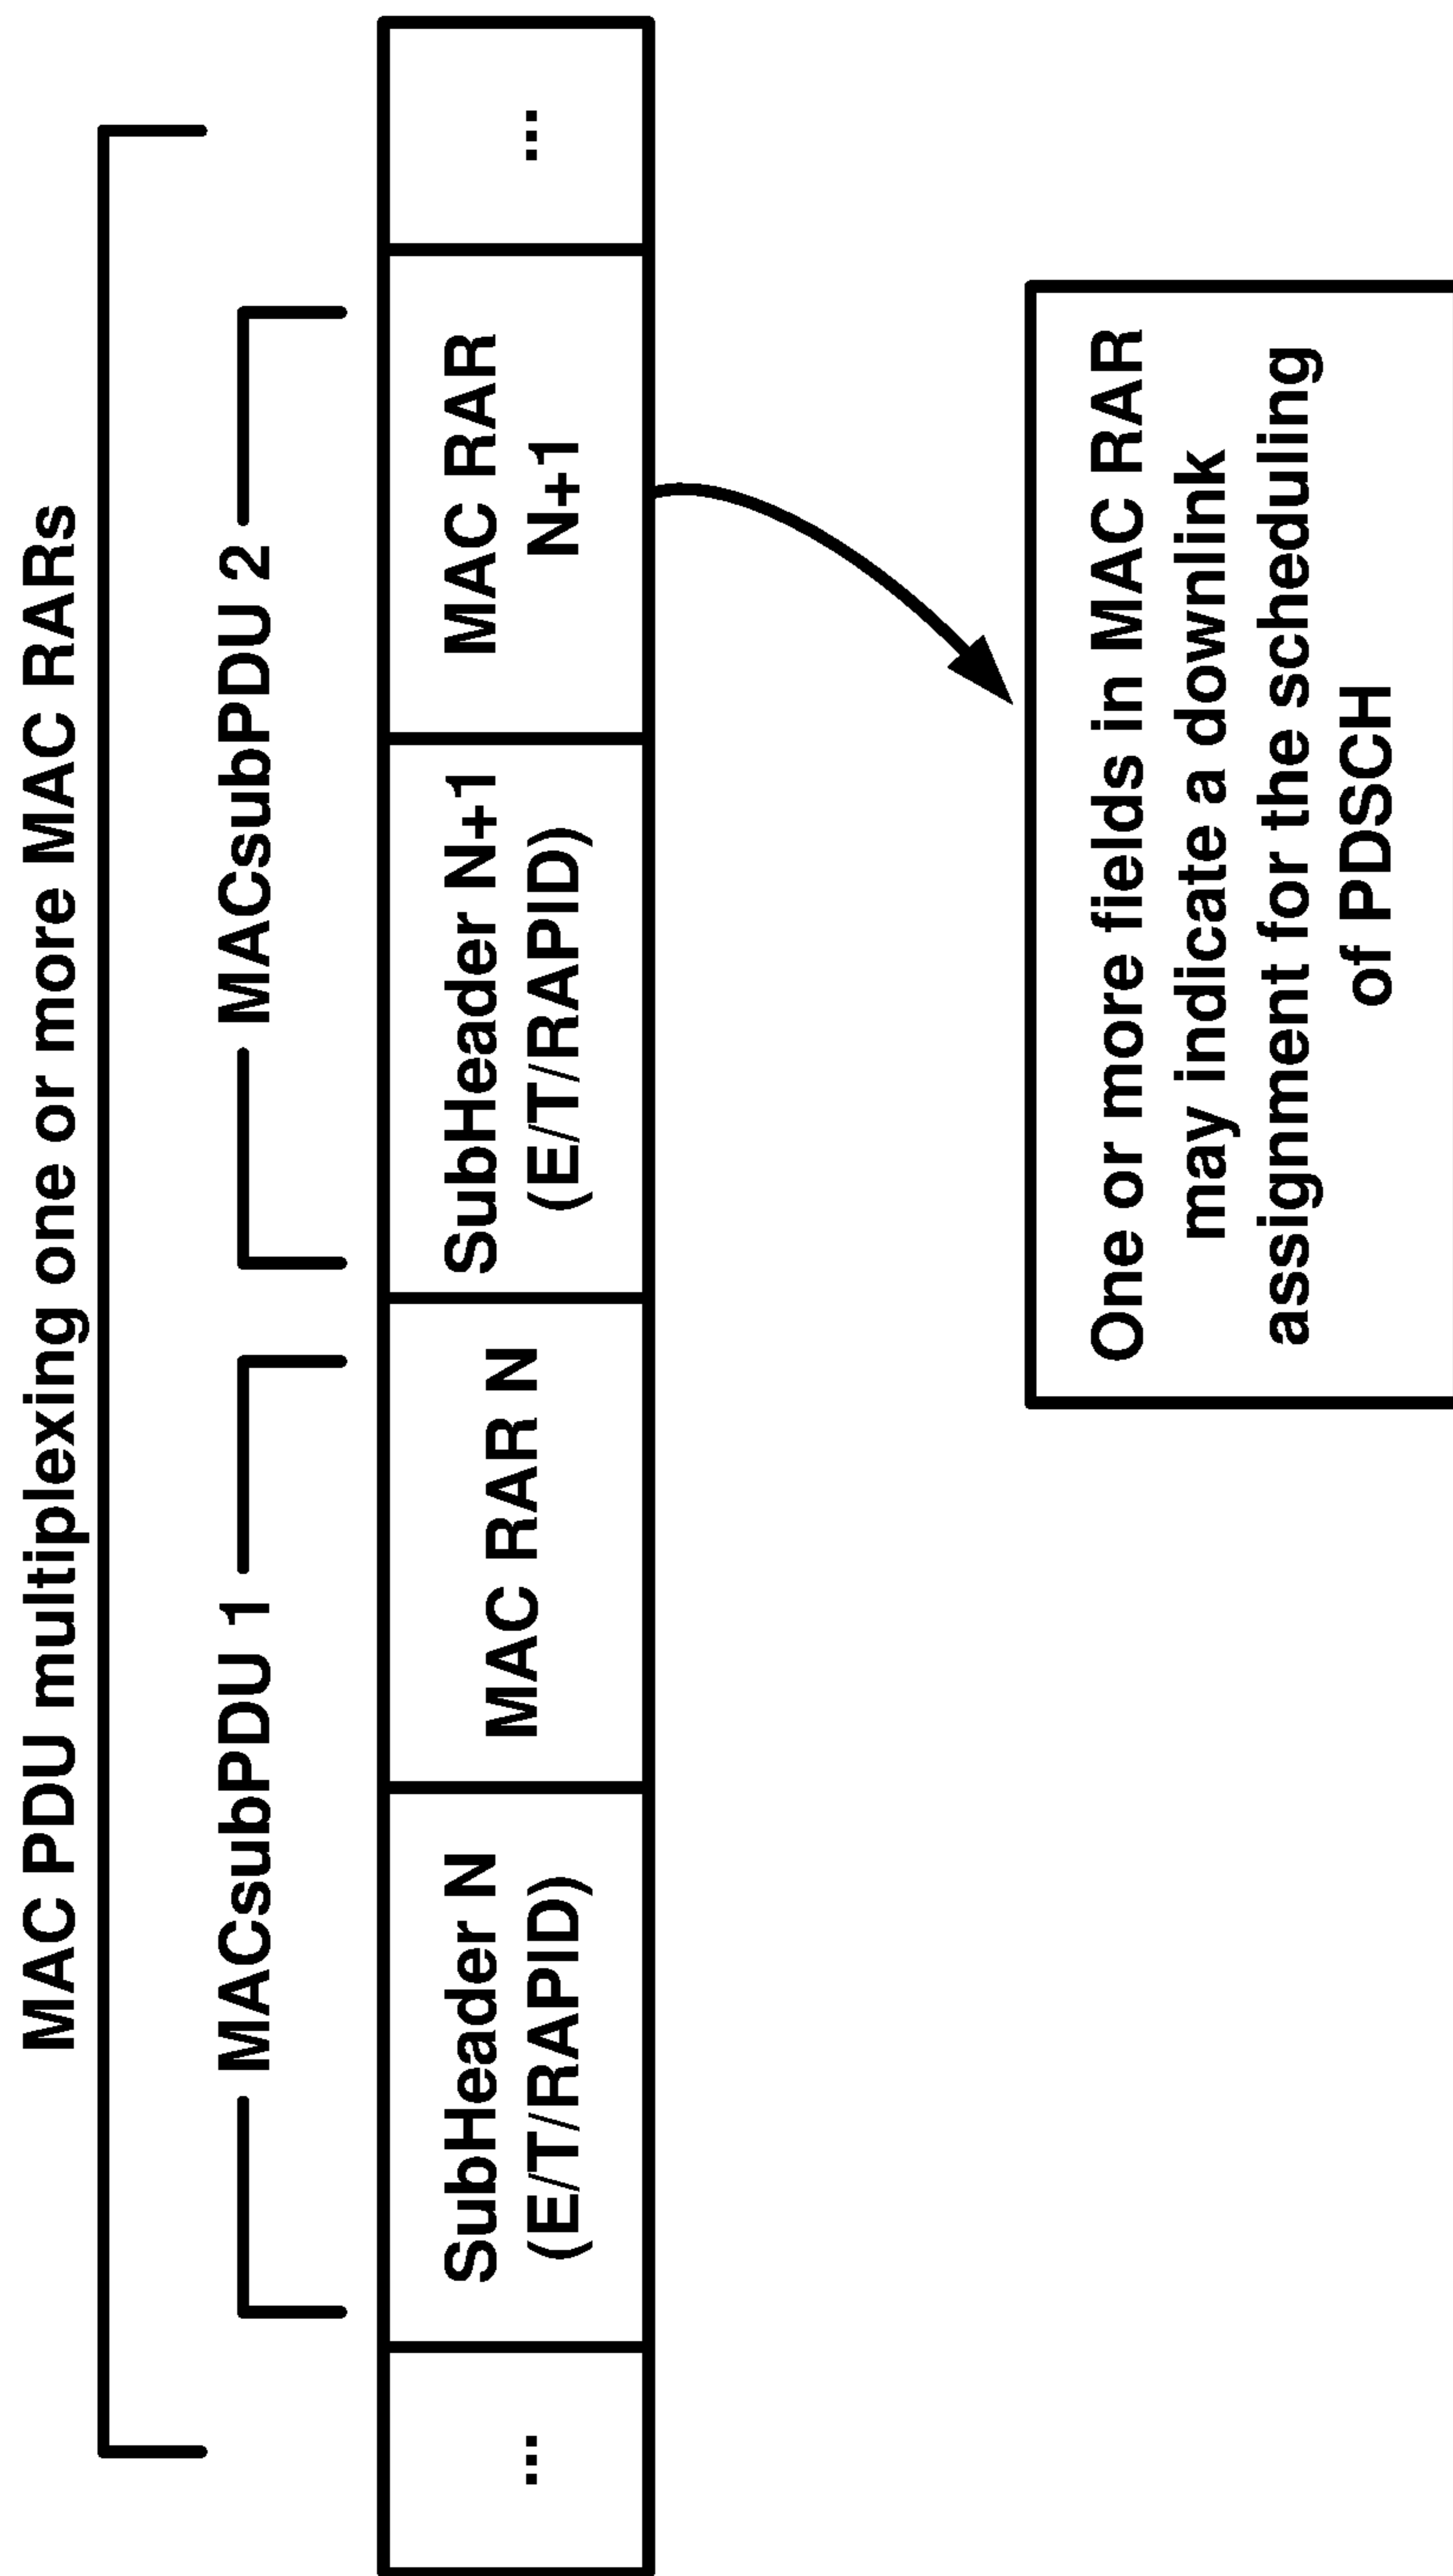 MAC PDU multiplexing one or more MAC RARs
MACsubPDU 1
MACsubPDU 2
...
SubHeader N
(E/T/RAPID)
MAC RAR N
SubHeader N+1
(E/T/RAPID)
MAC RAR
N+1
...
One or more fields in MAC RAR
may indicate a downlink
assignment for the scheduling
of PDSCH